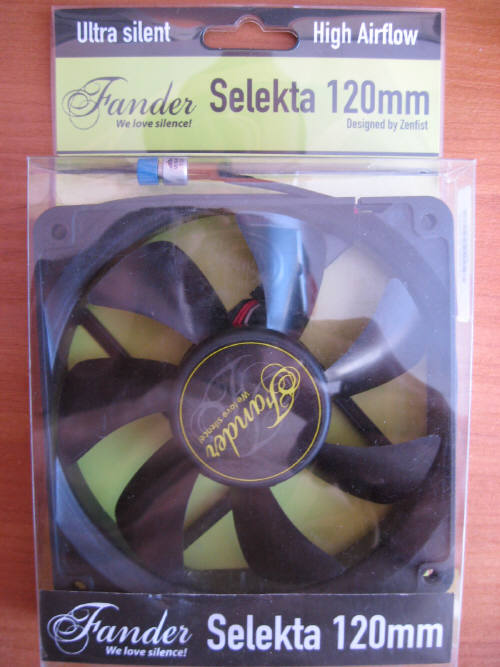 Ultra silent
High Airflow
Fander
We love silence!
Selekta 120mm
Designed by Zenfist
Fander
We love silence!
Fander
We love silence!
Selekta 120mm